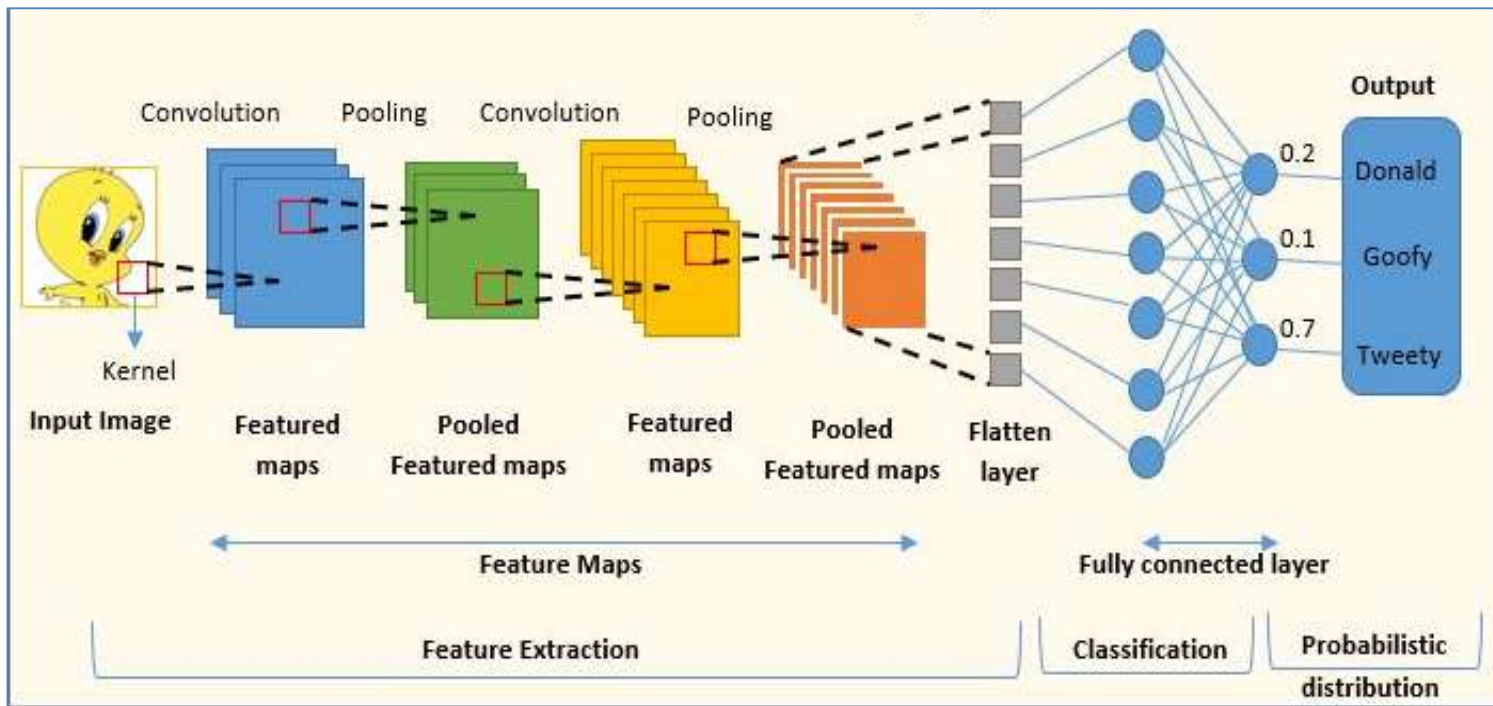 Convolution
Pooling
Convolution
Pooling
Output
0.2
Donald
0.1
Goofy
0.7
Tweety
Kernel
Input Image
Featured
maps
Pooled
Featured maps
Featured
maps
Pooled
Featured maps
Flatten
layer
Feature Maps
Fully connected layer
Feature Extraction
Classification
Probabilistic
distribution